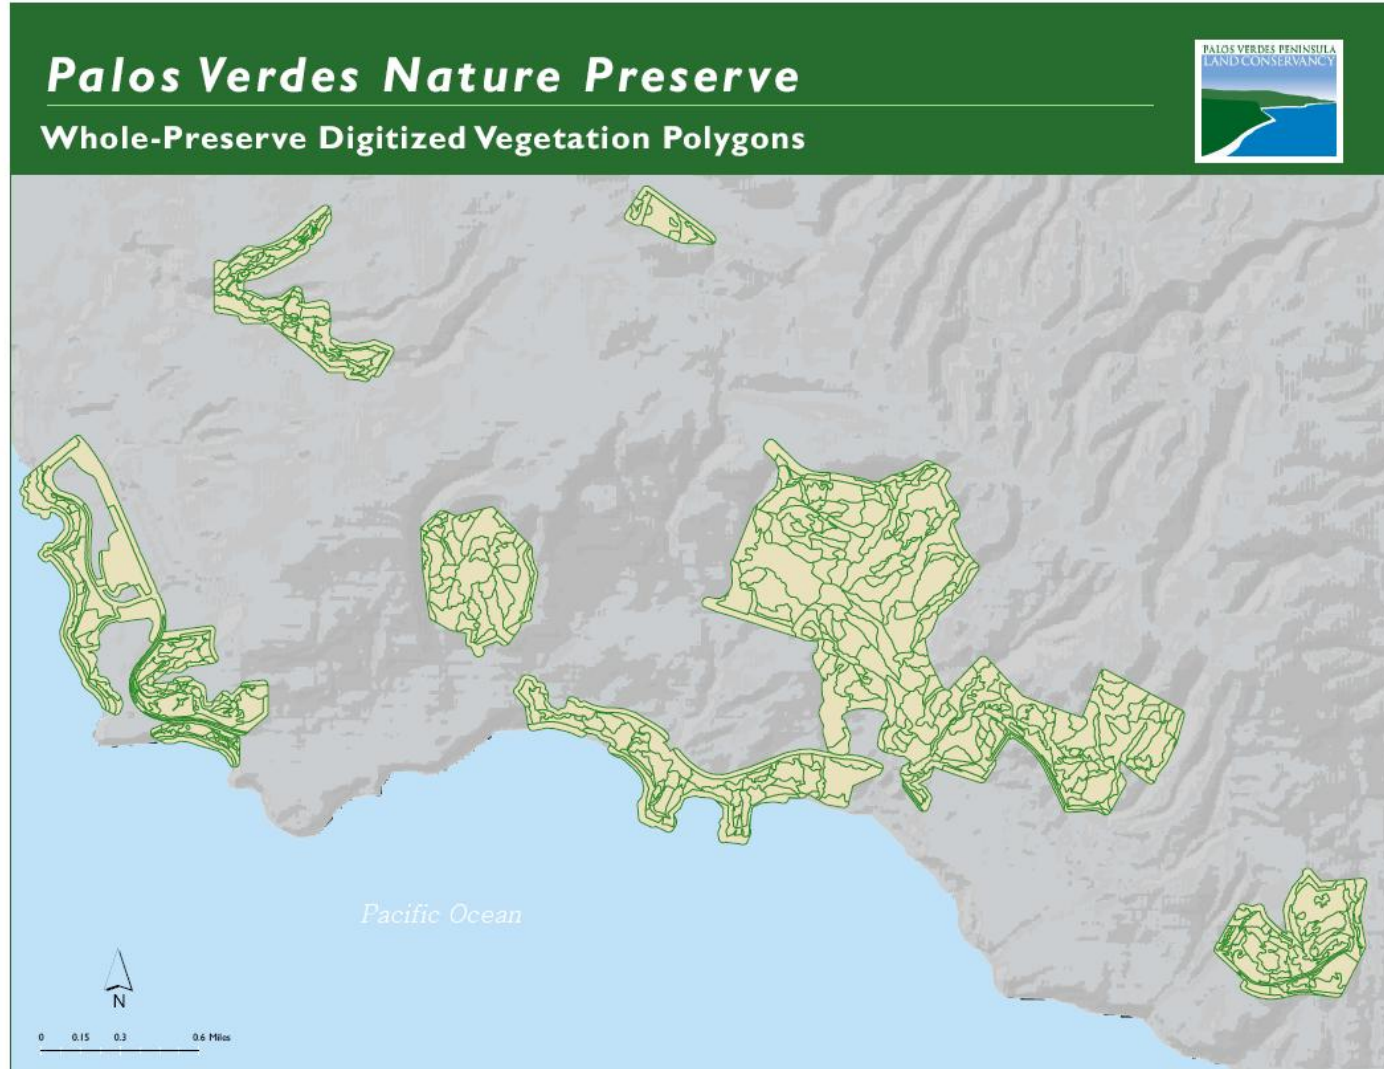 Palos Verdes Nature Preserve
Whole-Preserve Digitized Vegetation Polygons
PALOS VERDES PENINSULA
LAND CONSERVANCY
Pacific Ocean
N
0 0.15 0.3 0.6 Miles